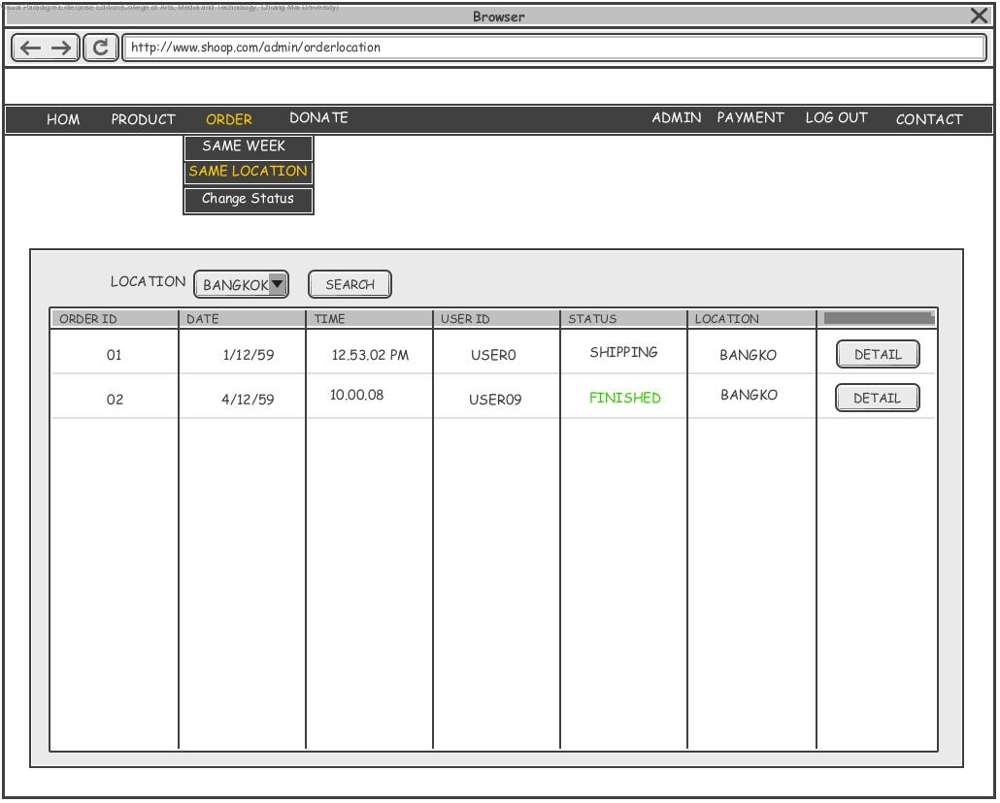 Visual Paradigm Enterprise Edition(College of Arts, Media and Technology, Chiang Mai University)
Browser
http://www.shoop.com/admin/orderlocation
HOM PRODUCT ORDER DONATE ADMIN PAYMENT LOG OUT CONTACT
SAME WEEK
SAME LOCATION
Change Status
LOCATION BANGKOK SEARCH
ORDER ID DATE TIME USER ID STATUS LOCATION
01 1/12/59 12.53.02 PM USER0 SHIPPING BANGKO DETAIL
02 4/12/59 10.00.08 USER09 FINISHED BANGKO DETAIL